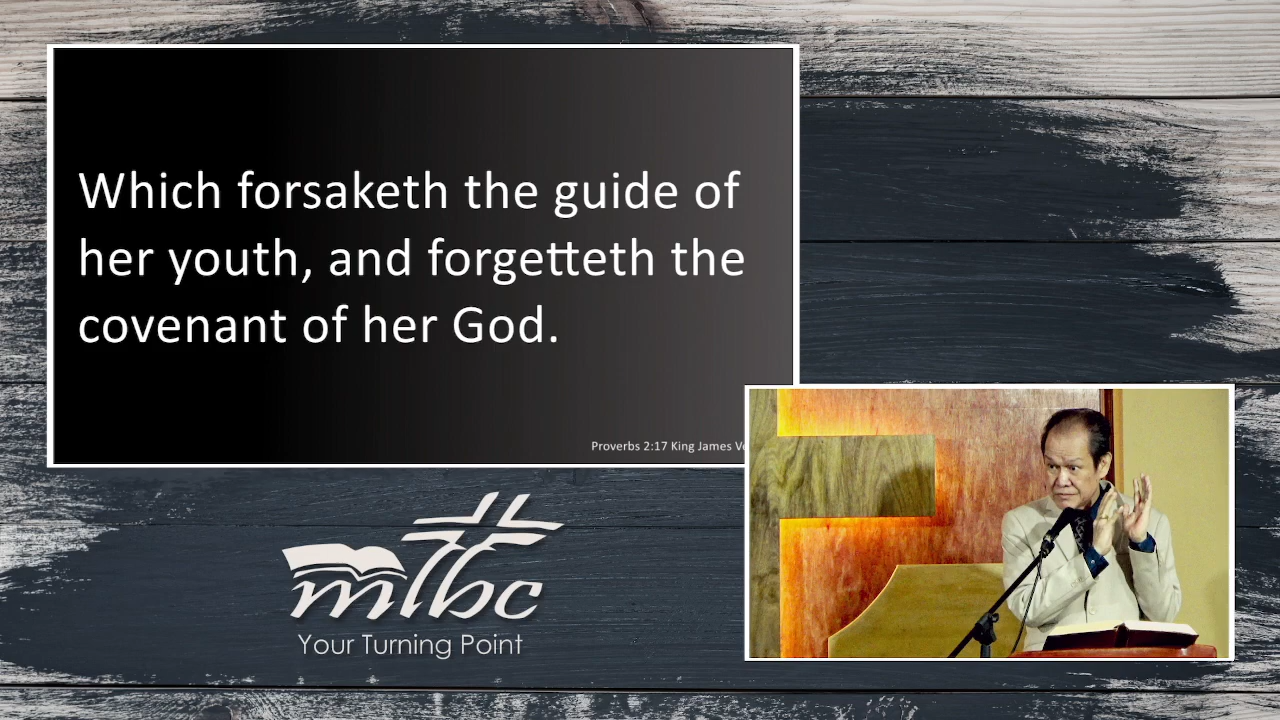 Which forsaketh the guide of
her youth, and forgetteth the
covenant of her God.
Proverbs 2:17 King James
mlbc
Your Turning Point